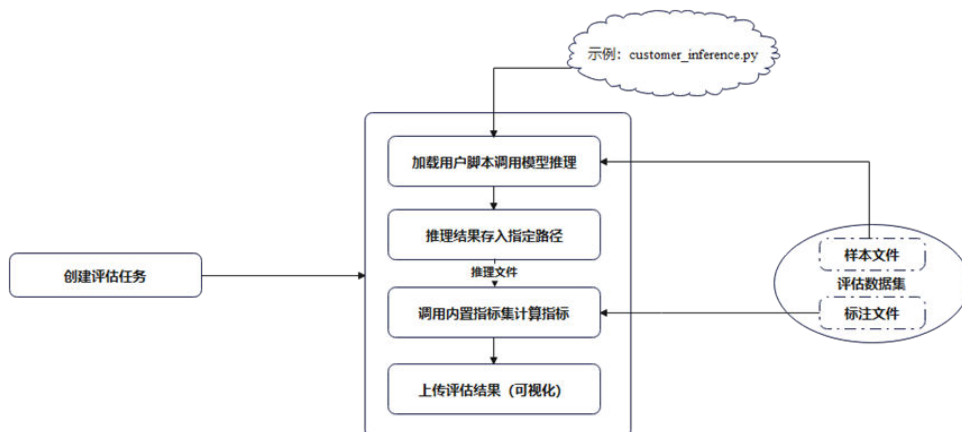 示例：customer_inference.py
加载用户脚本调用模型推理
推理结果存入指定路径
推理文件
创建评估任务
调用内置指标集计算指标
上传评估结果（可视化）
样本文件
评估数据集
标注文件